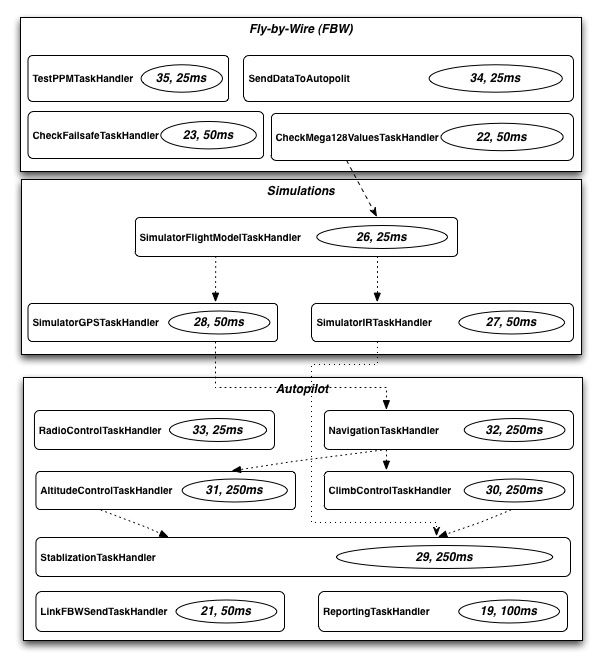 Fly-by-Wire (FBW)
TestPPMTaskHandler 35, 25ms
SendDataToAutopolit 34, 25ms
CheckFailsafeTaskHandler 23, 50ms
CheckMega128ValuesTaskHandler 22, 50ms
Simulations
SimulatorFlightModelTaskHandler 26, 25ms
SimulatorGPSTaskHandler 28, 50ms
SimulatorIRTaskHandler 27, 50ms
Autopilot
RadioControlTaskHandler 33, 25ms
NavigationTaskHandler 32, 250ms
AltitudeControlTaskHandler 31, 250ms
ClimbControlTaskHandler 30, 250ms
StablizationTaskHandler 29, 250ms
LinkFBWSendTaskHandler 21, 50ms
ReportingTaskHandler 19, 100ms